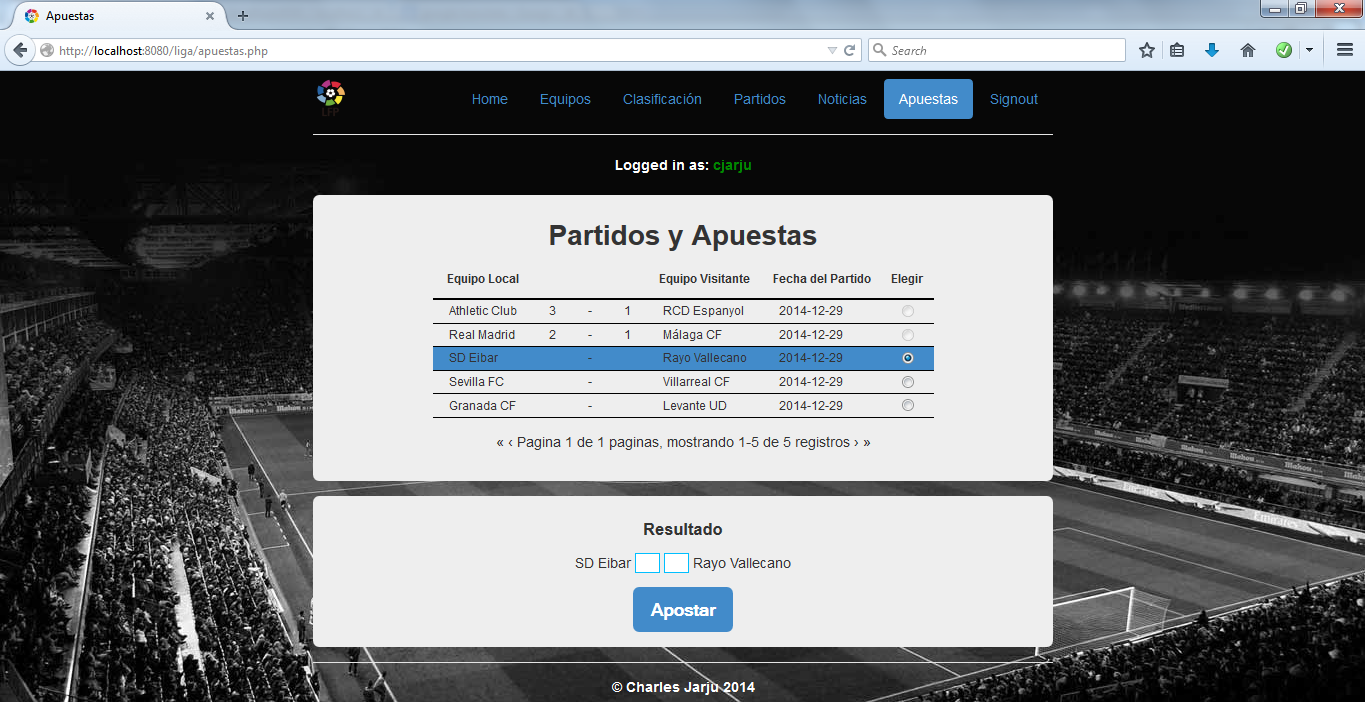 Apuestas
http://localhost:8080/liga/apuestas.php
Search
LFP
Home Equipos Clasificación Partidos Noticias Apuestas Signout
Logged in as: cjarju
Partidos y Apuestas
Equipo Local Equipo Visitante Fecha del Partido Elegir
Athletic Club 3 - 1 RCD Espanyol 2014-12-29
Real Madrid 2 - 1 Málaga CF 2014-12-29
SD Eibar - Rayo Vallecano 2014-12-29
Sevilla FC - Villarreal CF 2014-12-29
Granada CF - Levante UD 2014-12-29
« ‹ Pagina 1 de 1 paginas, mostrando 1-5 de 5 registros › »
Resultado
SD Eibar Rayo Vallecano
Apostar
© Charles Jarju 2014